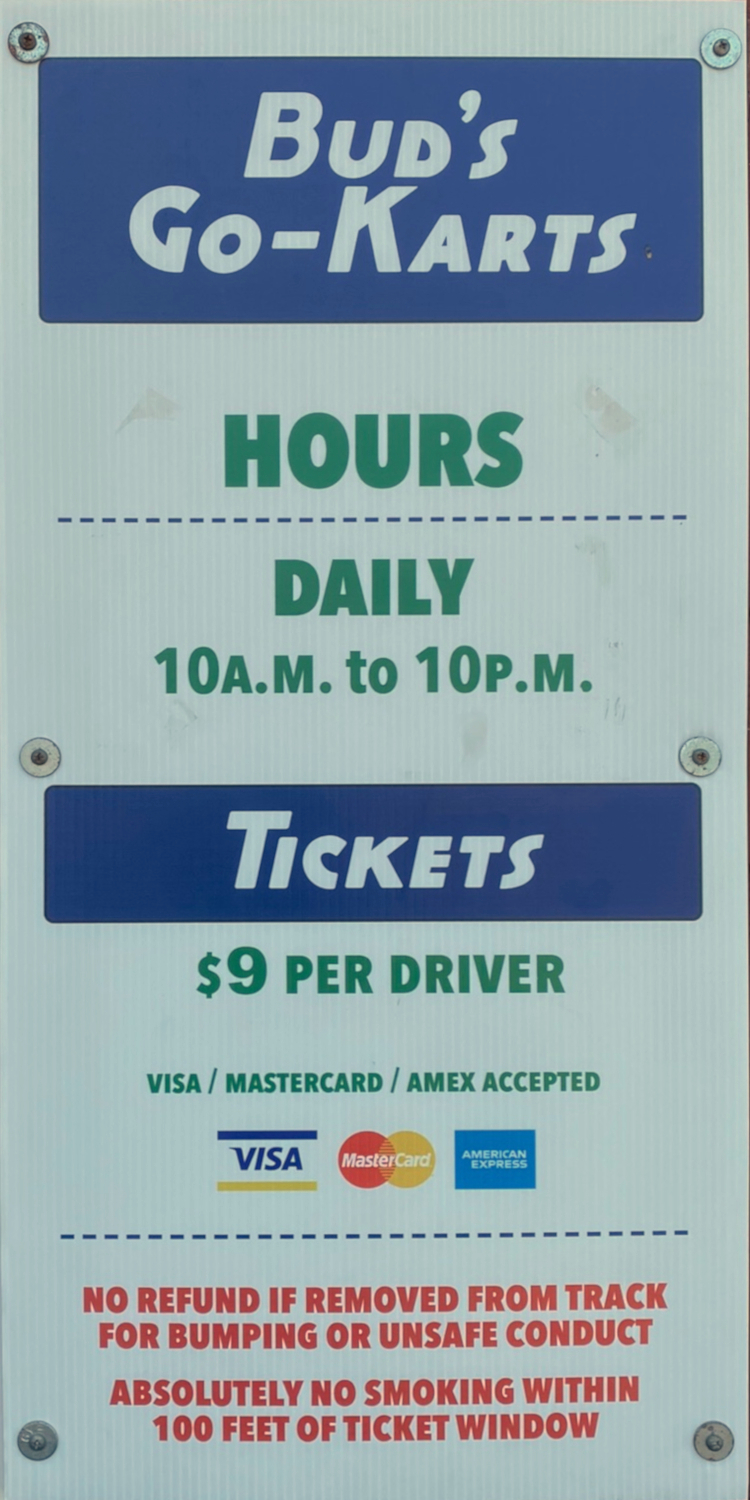 BUD'S
GO-KARTS
HOURS
DAILY
10A.M. to 10P.M.
TICKETS
$9 PER DRIVER
VISA / MASTERCARD / AMEX ACCEPTED
VISA MasterCard AMERICAN EXPRESS
NO REFUND IF REMOVED FROM TRACK
FOR BUMPING OR UNSAFE CONDUCT
ABSOLUTELY NO SMOKING WITHIN
100 FEET OF TICKET WINDOW